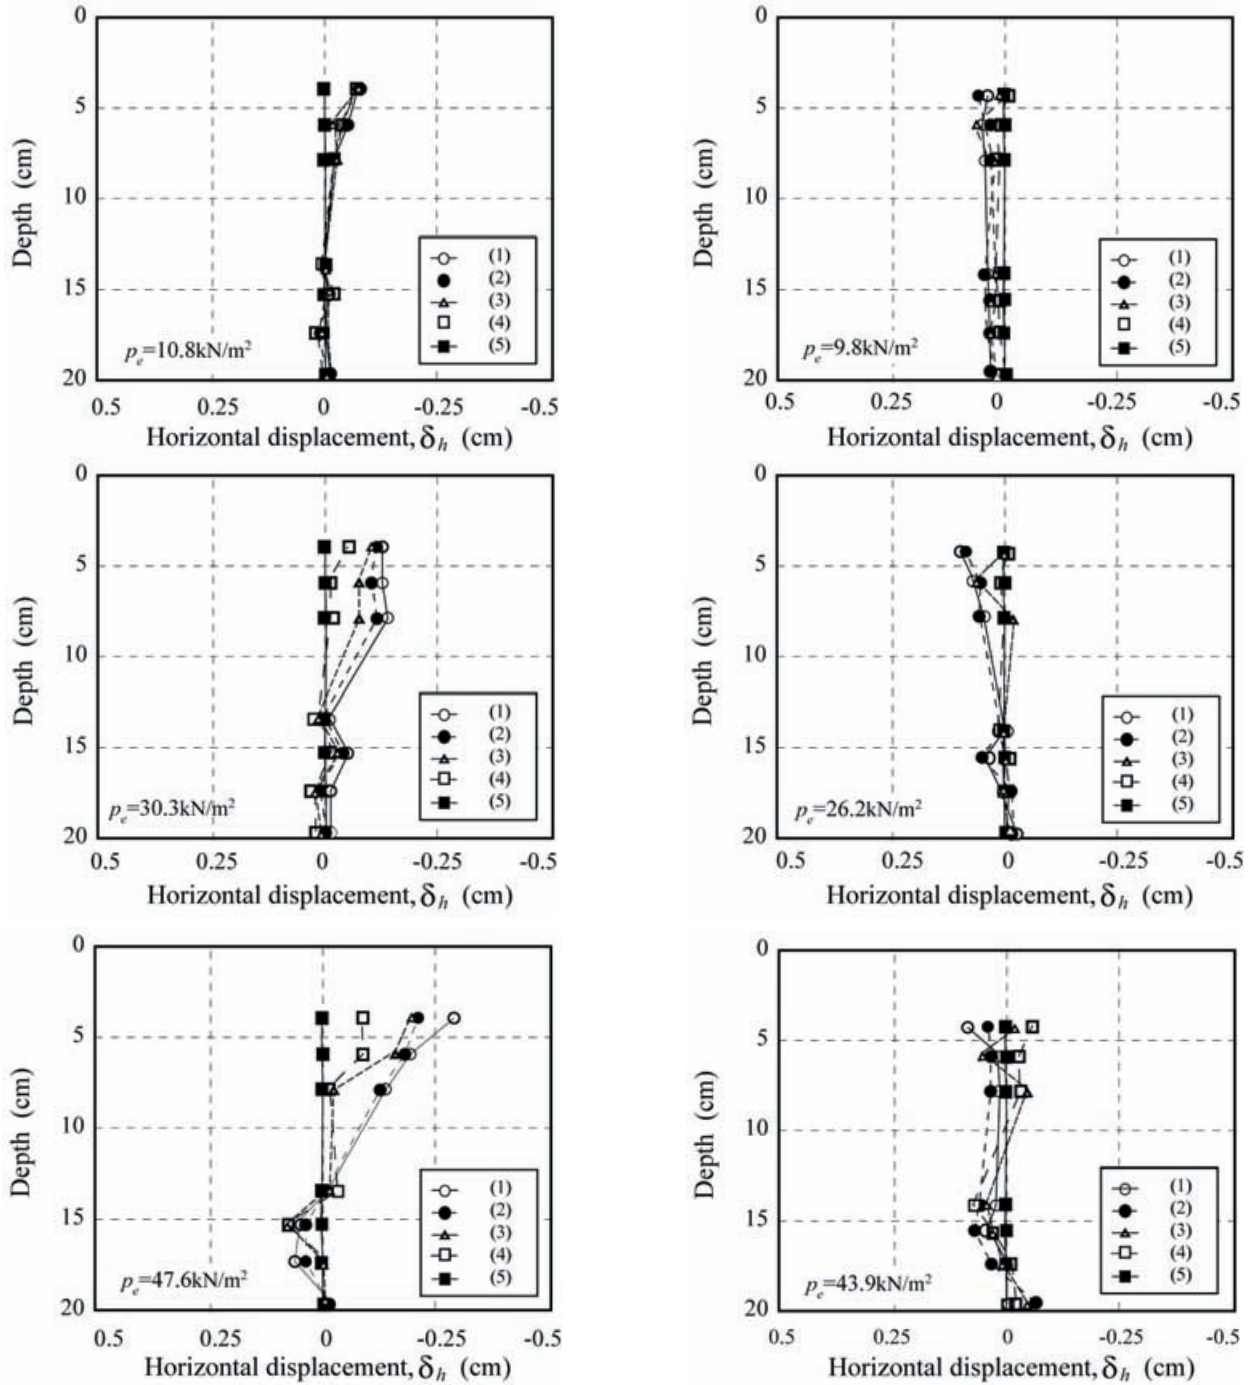 0
5
10
15
20
Depth (cm)
(1)
(2)
(3)
(4)
(5)
pₑ=10.8kN/m²
0.5 0.25 0 -0.25 -0.5
Horizontal displacement, δₕ (cm)
0
5
10
15
20
Depth (cm)
(1)
(2)
(3)
(4)
(5)
pₑ=9.8kN/m²
0.5 0.25 0 -0.25 -0.5
Horizontal displacement, δₕ (cm)
0
5
10
15
20
Depth (cm)
(1)
(2)
(3)
(4)
(5)
pₑ=30.3kN/m²
0.5 0.25 0 -0.25 -0.5
Horizontal displacement, δₕ (cm)
0
5
10
15
20
Depth (cm)
(1)
(2)
(3)
(4)
(5)
pₑ=26.2kN/m²
0.5 0.25 0 -0.25 -0.5
Horizontal displacement, δₕ (cm)
0
5
10
15
20
Depth (cm)
(1)
(2)
(3)
(4)
(5)
pₑ=47.6kN/m²
0.5 0.25 0 -0.25 -0.5
Horizontal displacement, δₕ (cm)
0
5
10
15
20
Depth (cm)
(1)
(2)
(3)
(4)
(5)
pₑ=43.9kN/m²
0.5 0.25 0 -0.25 -0.5
Horizontal displacement, δₕ (cm)